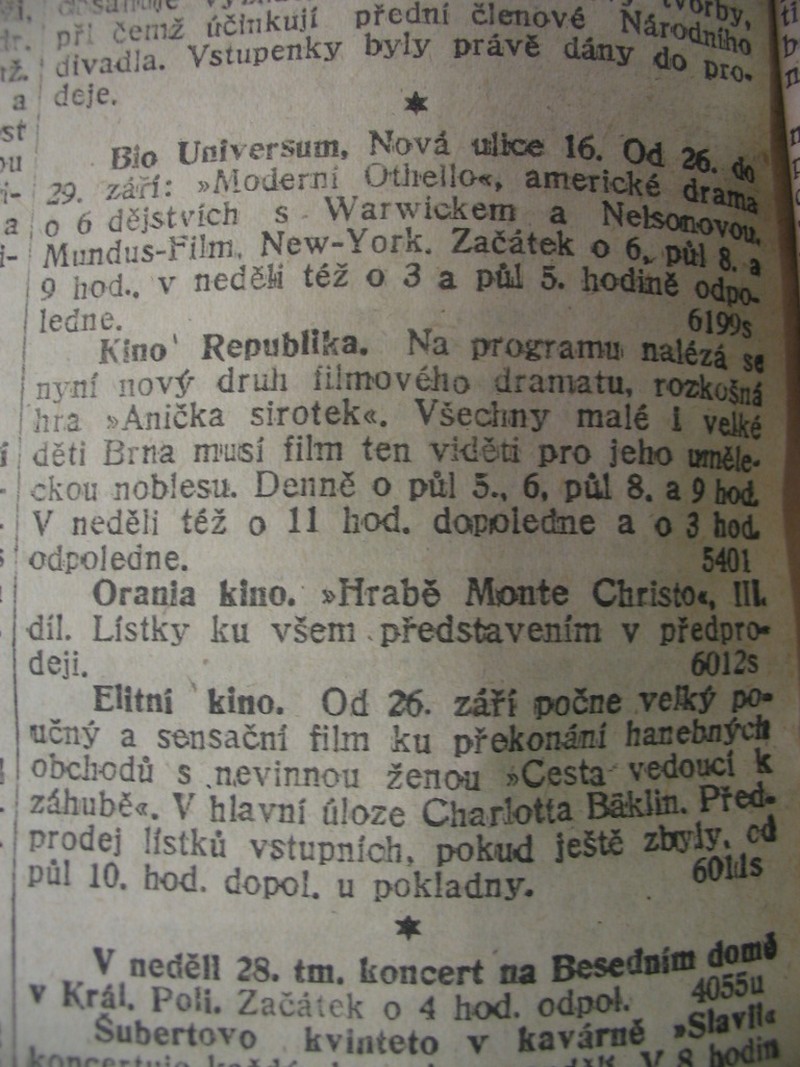 při čemž účinkují přední členové Národního
divadla. Vstupenky byly právě dány do pro-
deje.
Bio Universum, Nová ulice 16. Od 26. do
29. září: »Moderní Othello«, americké drama
o 6 dějstvích s Warwickem a Nelsonovou,
Mundus-Film, New-York. Začátek o 6, půl 8. a
9 hod., v neděli též o 3 a půl 5. hodině odpo-
ledne. 6199s
Kino Republika. Na programu nalézá se
nyní nový druh filmového dramatu, rozkošná
hra »Anička sirotek«. Všechny malé i velké
děti Brna musí film ten viděti pro jeho uměle-
ckou noblesu. Denně o půl 5., 6, půl 8. a 9 hod.
V neděli též o 11 hod. dopoledne a o 3 hod.
odpoledne. 5401
Orania kino. »Hrabě Monte Christo«, III.
díl. Lístky ku všem představením v předpro-
deji. 6012s
Elitní kino. Od 26. září počne velký po-
učný a sensační film ku překonání hanebných
obchodů s nevinnou ženou »Cesta vedoucí k
záhubě«. V hlavní úloze Charlotta Bäklin. Před-
prodej lístků vstupních, pokud ještě zbyly, od
půl 10. hod. dopol. u pokladny.
V neděli 28. tm. koncert na Besedním domě
v Král. Poli. Začátek o 4 hod. odpol. 4055u
Šubertovo kvinteto v kavárně »Slavii«